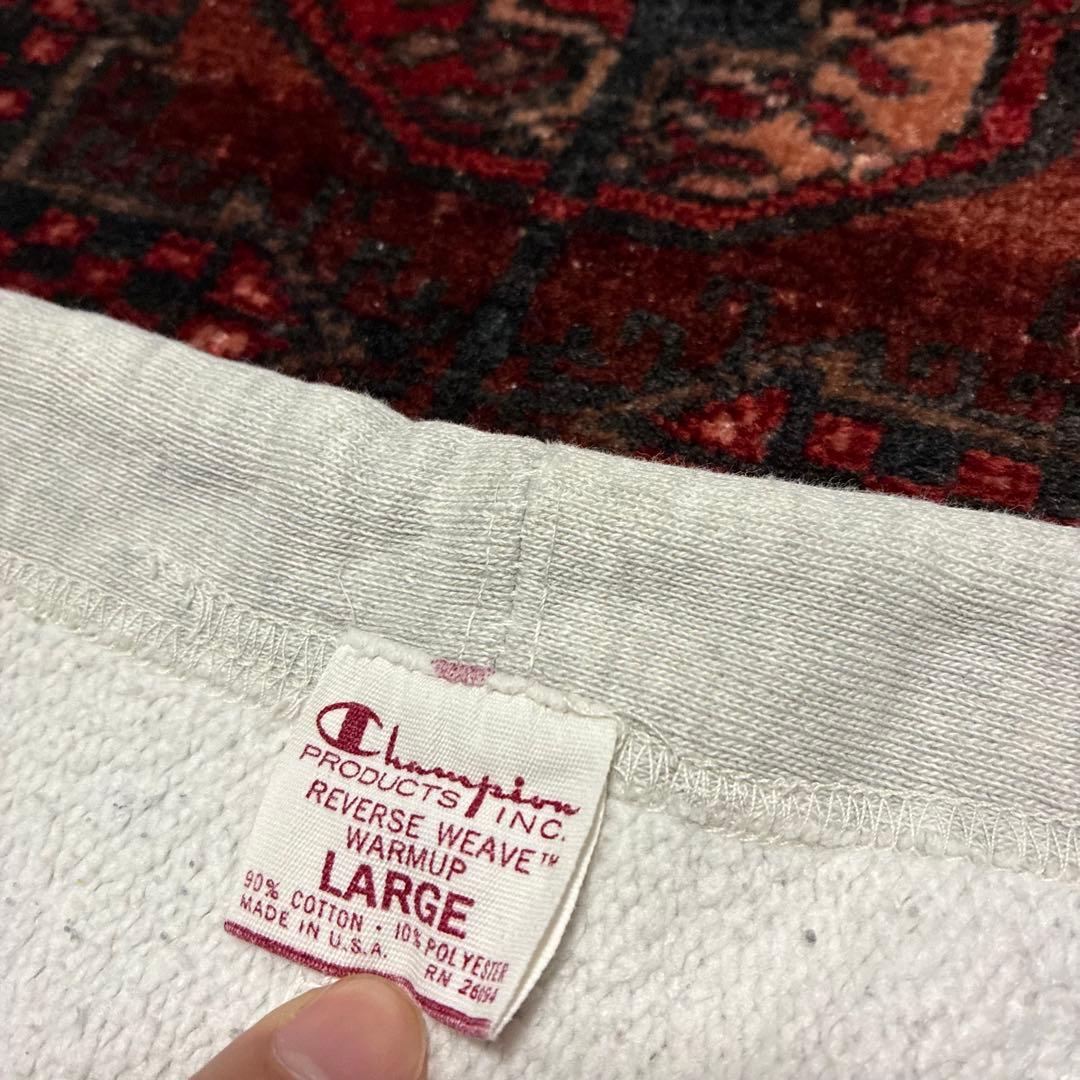 Champion
PRODUCTS INC.
REVERSE WEAVE™
WARMUP
LARGE
90% COTTON • 10% POLYESTER
MADE IN U.S.A. RN 26094